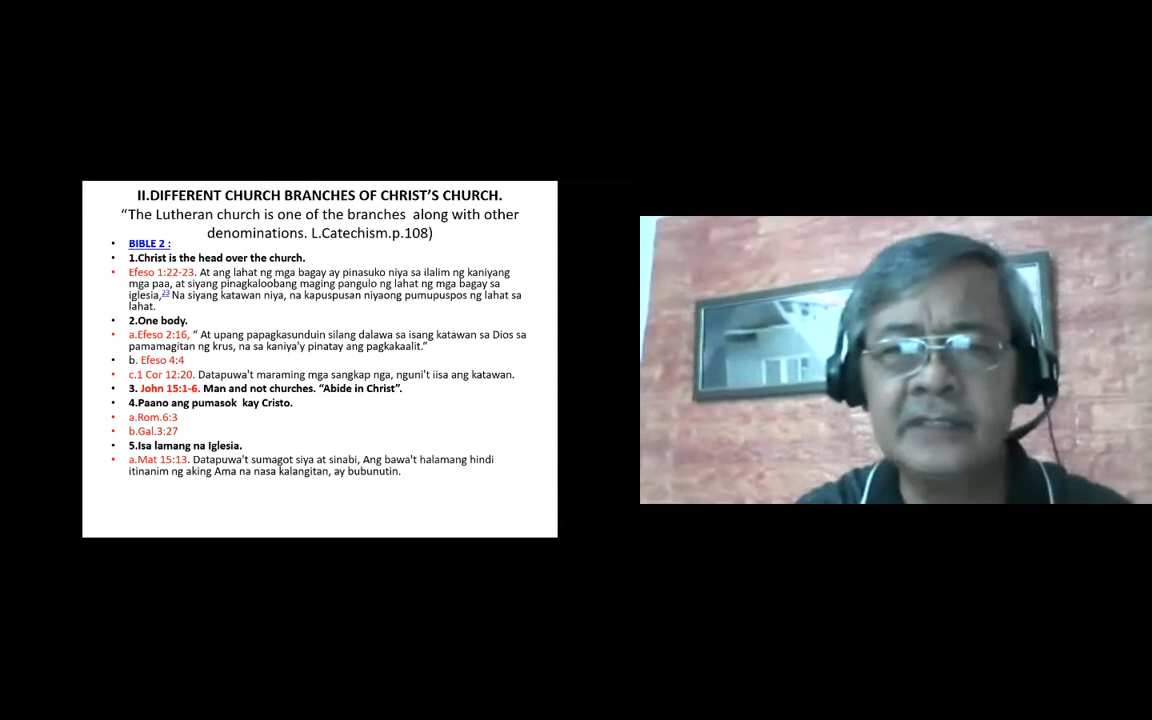 II.DIFFERENT CHURCH BRANCHES OF CHRIST’S CHURCH.
“The Lutheran church is one of the branches along with other
denominations. L.Catechism.p.108)
• BIBLE 2 :
• 1.Christ is the head over the church.
• Efeso 1:22-23. At ang lahat ng mga bagay ay pinasuko niya sa ilalim ng kaniyang
mga paa, at siyang pinagkaloobang maging pangulo ng lahat ng mga bagay sa
iglesia,23 Na siyang katawan niya, na kapuspusan niyaong pumupuspos ng lahat sa
lahat.
• 2.One body.
• a.Efeso 2:16, “ At upang papagkasunduin silang dalawa sa isang katawan sa Dios sa
pamamagitan ng krus, na sa kaniya'y pinatay ang pagkakaalit.”
• b. Efeso 4:4
• c.1 Cor 12:20. Datapuwa't maraming mga sangkap nga, nguni't iisa ang katawan.
• 3. John 15:1-6. Man and not churches. “Abide in Christ”.
• 4.Paano ang pumasok kay Cristo.
• a.Rom.6:3
• b.Gal.3:27
• 5.Isa lamang na Iglesia.
• a.Mat 15:13. Datapuwa't sumagot siya at sinabi, Ang bawa't halamang hindi
itinanim ng aking Ama na nasa kalangitan, ay bubunutin.